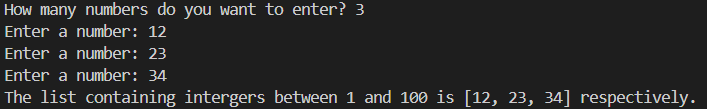 How many numbers do you want to enter? 3
Enter a number: 12
Enter a number: 23
Enter a number: 34
The list containing intergers between 1 and 100 is [12, 23, 34] respectively.